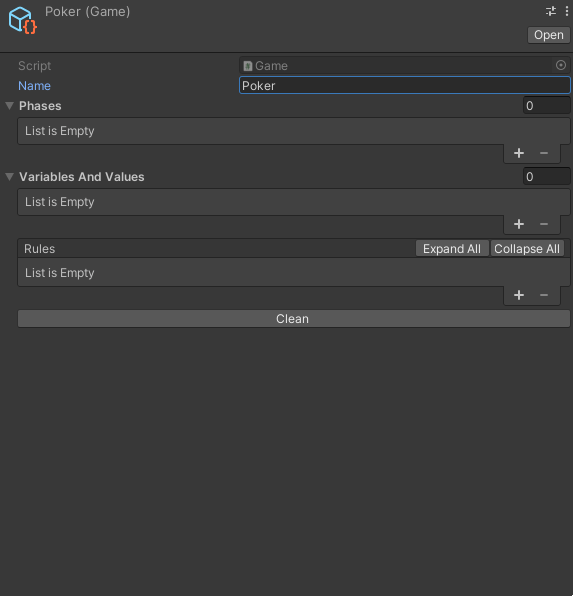 Poker (Game)
Open
Script Game
Name Poker
Phases 0
List is Empty
+ −
Variables And Values 0
List is Empty
+ −
Rules Expand All Collapse All
List is Empty
+ −
Clean